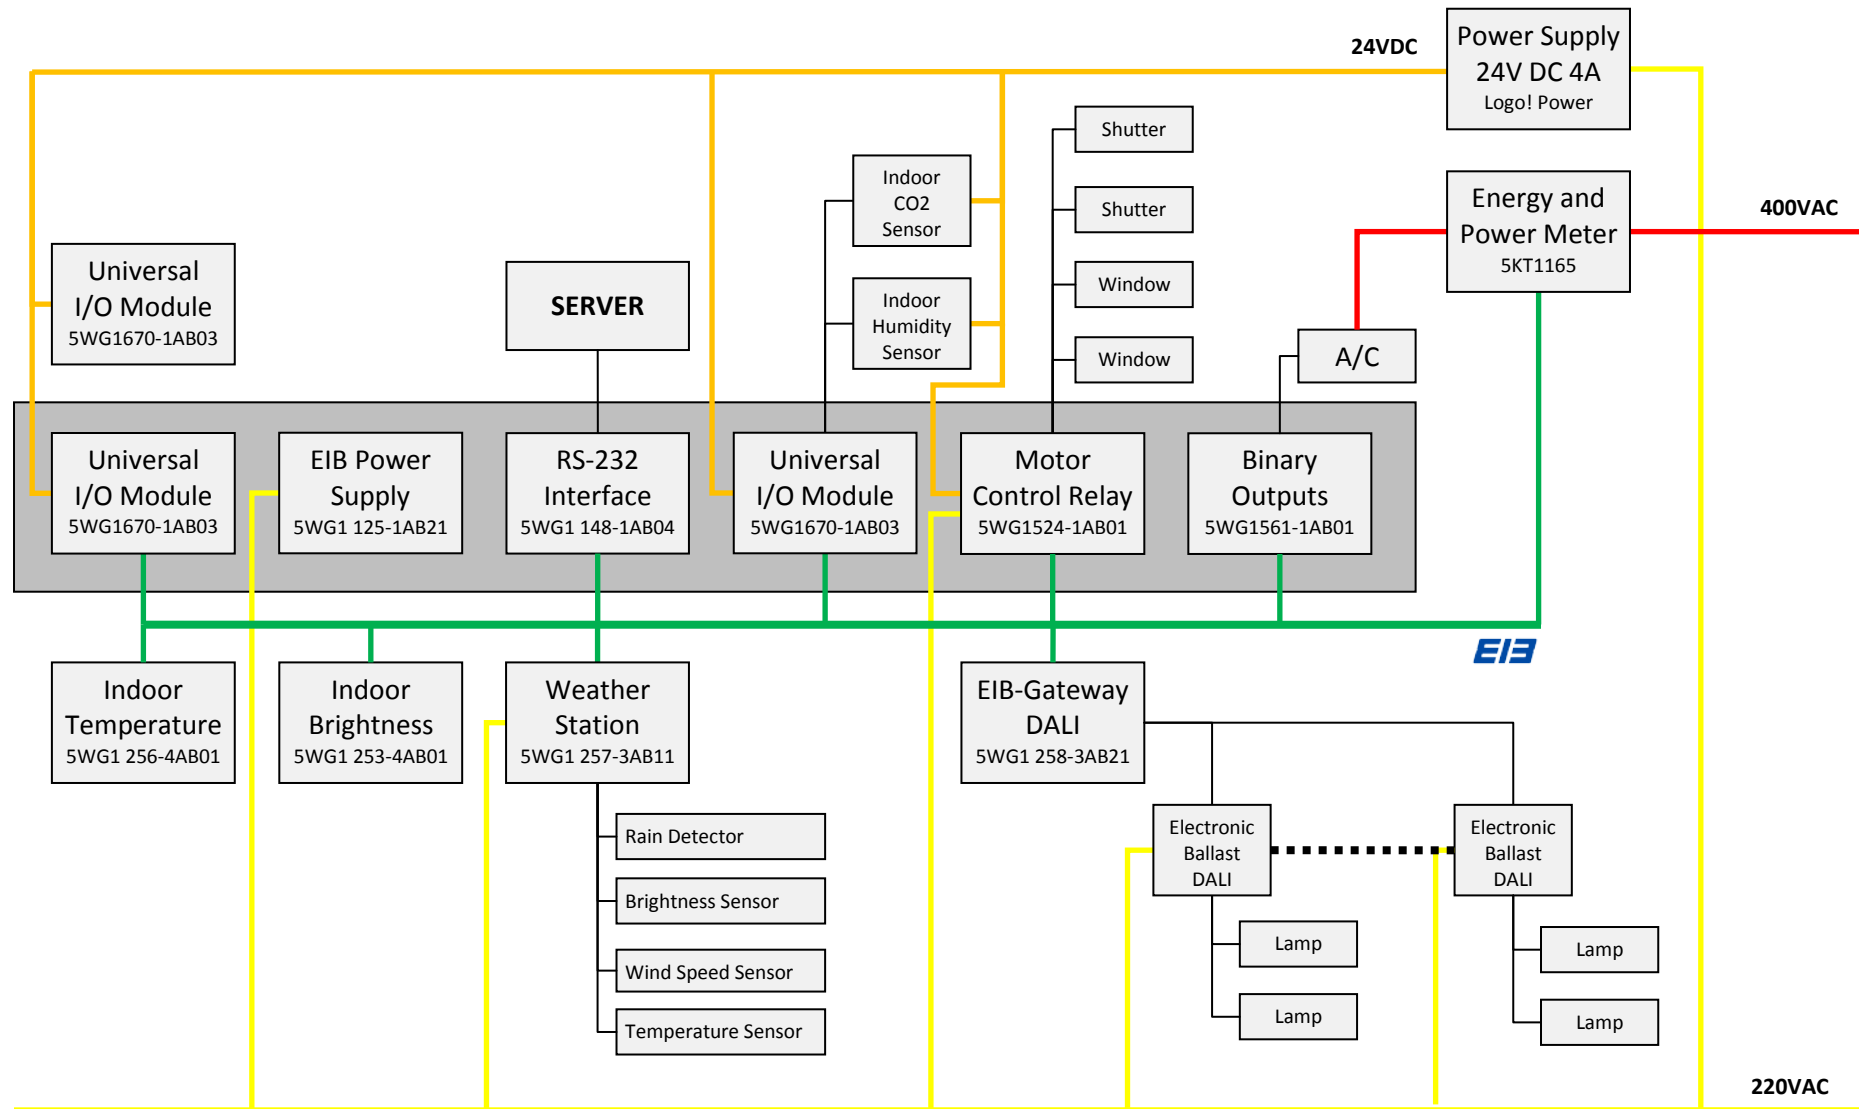 24VDC
Power Supply
24V DC 4A
Logo! Power
Shutter
Indoor
CO2
Sensor
Shutter
Energy and
Power Meter
5KT1165
400VAC
Universal
I/O Module
5WG1670-1AB03
SERVER
Indoor
Humidity
Sensor
Window
Window
A/C
Universal
I/O Module
5WG1670-1AB03
EIB Power
Supply
5WG1 125-1AB21
RS-232
Interface
5WG1 148-1AB04
Universal
I/O Module
5WG1670-1AB03
Motor
Control Relay
5WG1524-1AB01
Binary
Outputs
5WG1561-1AB01
EIB
Indoor
Temperature
5WG1 256-4AB01
Indoor
Brightness
5WG1 253-4AB01
Weather
Station
5WG1 257-3AB11
EIB-Gateway
DALI
5WG1 258-3AB21
Rain Detector
Brightness Sensor
Wind Speed Sensor
Temperature Sensor
Electronic
Ballast
DALI
Electronic
Ballast
DALI
Lamp
Lamp
Lamp
Lamp
220VAC